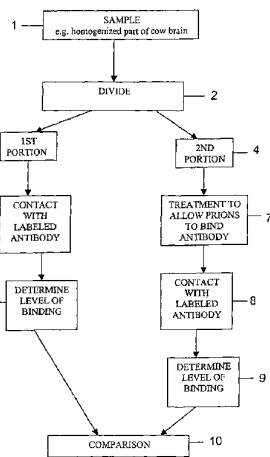 1
SAMPLE
e.g. homogenized part of cow brain
DIVIDE
2
1ST
PORTION
2ND
PORTION
4
CONTACT
WITH
LABELED
ANTIBODY
TREATMENT TO
ALLOW PRIONS
TO BIND
ANTIBODY
7
DETERMINE
LEVEL OF
BINDING
CONTACT
WITH
LABELED
ANTIBODY
8
DETERMINE
LEVEL OF
BINDING
9
COMPARISON
10